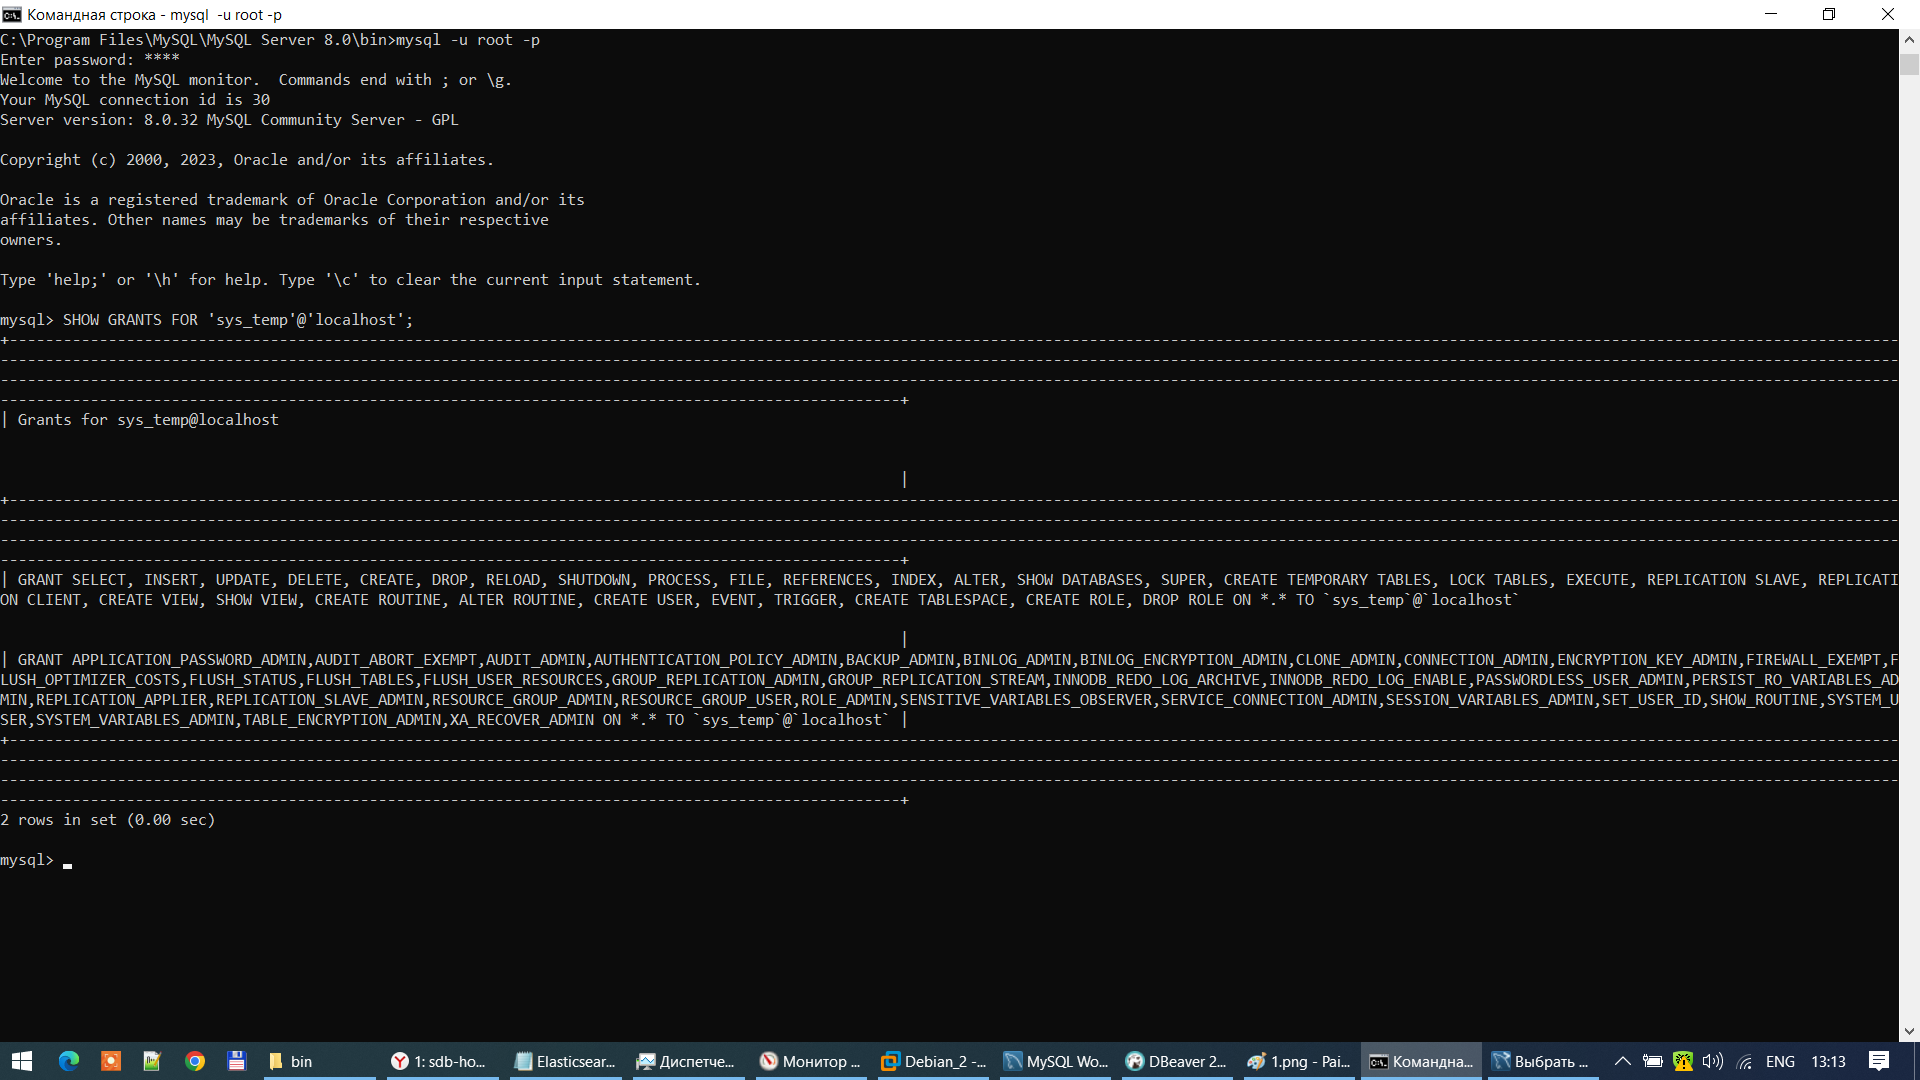 Командная строка - mysql  -u root -p
C:\Program Files\MySQL\MySQL Server 8.0\bin>mysql -u root -p
Enter password: ****
Welcome to the MySQL monitor.  Commands end with ; or \g.
Your MySQL connection id is 30
Server version: 8.0.32 MySQL Community Server - GPL
Copyright (c) 2000, 2023, Oracle and/or its affiliates.
Oracle is a registered trademark of Oracle Corporation and/or its
affiliates. Other names may be trademarks of their respective
owners.
Type 'help;' or '\h' for help. Type '\c' to clear the current input statement.
mysql> SHOW GRANTS FOR 'sys_temp'@'localhost';
| Grants for sys_temp@localhost
|
| GRANT SELECT, INSERT, UPDATE, DELETE, CREATE, DROP, RELOAD, SHUTDOWN, PROCESS, FILE, REFERENCES, INDEX, ALTER, SHOW DATABASES, SUPER, CREATE TEMPORARY TABLES, LOCK TABLES, EXECUTE, REPLICATION SLAVE, REPLICATI
ON CLIENT, CREATE VIEW, SHOW VIEW, CREATE ROUTINE, ALTER ROUTINE, CREATE USER, EVENT, TRIGGER, CREATE TABLESPACE, CREATE ROLE, DROP ROLE ON *.* TO `sys_temp`@`localhost`
|
| GRANT APPLICATION_PASSWORD_ADMIN,AUDIT_ABORT_EXEMPT,AUDIT_ADMIN,AUTHENTICATION_POLICY_ADMIN,BACKUP_ADMIN,BINLOG_ADMIN,BINLOG_ENCRYPTION_ADMIN,CLONE_ADMIN,CONNECTION_ADMIN,ENCRYPTION_KEY_ADMIN,FIREWALL_EXEMPT,F
LUSH_OPTIMIZER_COSTS,FLUSH_STATUS,FLUSH_TABLES,FLUSH_USER_RESOURCES,GROUP_REPLICATION_ADMIN,GROUP_REPLICATION_STREAM,INNODB_REDO_LOG_ARCHIVE,INNODB_REDO_LOG_ENABLE,PASSWORDLESS_USER_ADMIN,PERSIST_RO_VARIABLES_AD
MIN,REPLICATION_APPLIER,REPLICATION_SLAVE_ADMIN,RESOURCE_GROUP_ADMIN,RESOURCE_GROUP_USER,ROLE_ADMIN,SENSITIVE_VARIABLES_OBSERVER,SERVICE_CONNECTION_ADMIN,SESSION_VARIABLES_ADMIN,SET_USER_ID,SHOW_ROUTINE,SYSTEM_U
SER,SYSTEM_VARIABLES_ADMIN,TABLE_ENCRYPTION_ADMIN,XA_RECOVER_ADMIN ON *.* TO `sys_temp`@`localhost` |
2 rows in set (0.00 sec)
mysql>
bin
1: sdb-ho...
Elasticsear...
Диспетче...
Монитор ...
Debian_2 -...
MySQL Wo...
DBeaver 2...
1.png - Pai...
Командна...
Выбрать ...
ENG
13:13